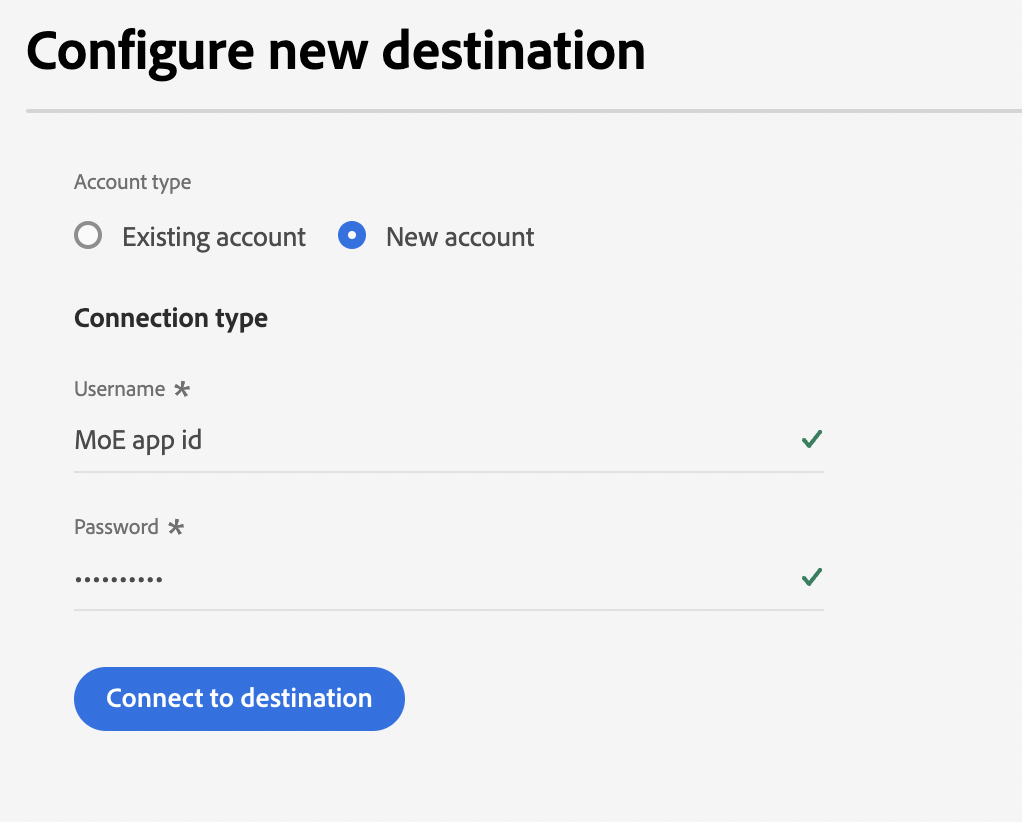 Configure new destination
Account type
Existing account New account
Connection type
Username *
MoE app id
Password *
••••••••••
Connect to destination